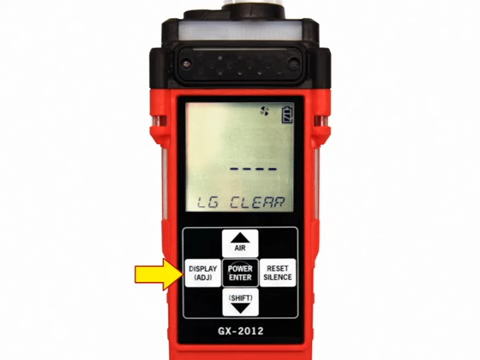 ----
LG CLEAR
AIR
DISPLAY
(ADJ)
POWER
ENTER
RESET
SILENCE
(SHIFT)
GX-2012